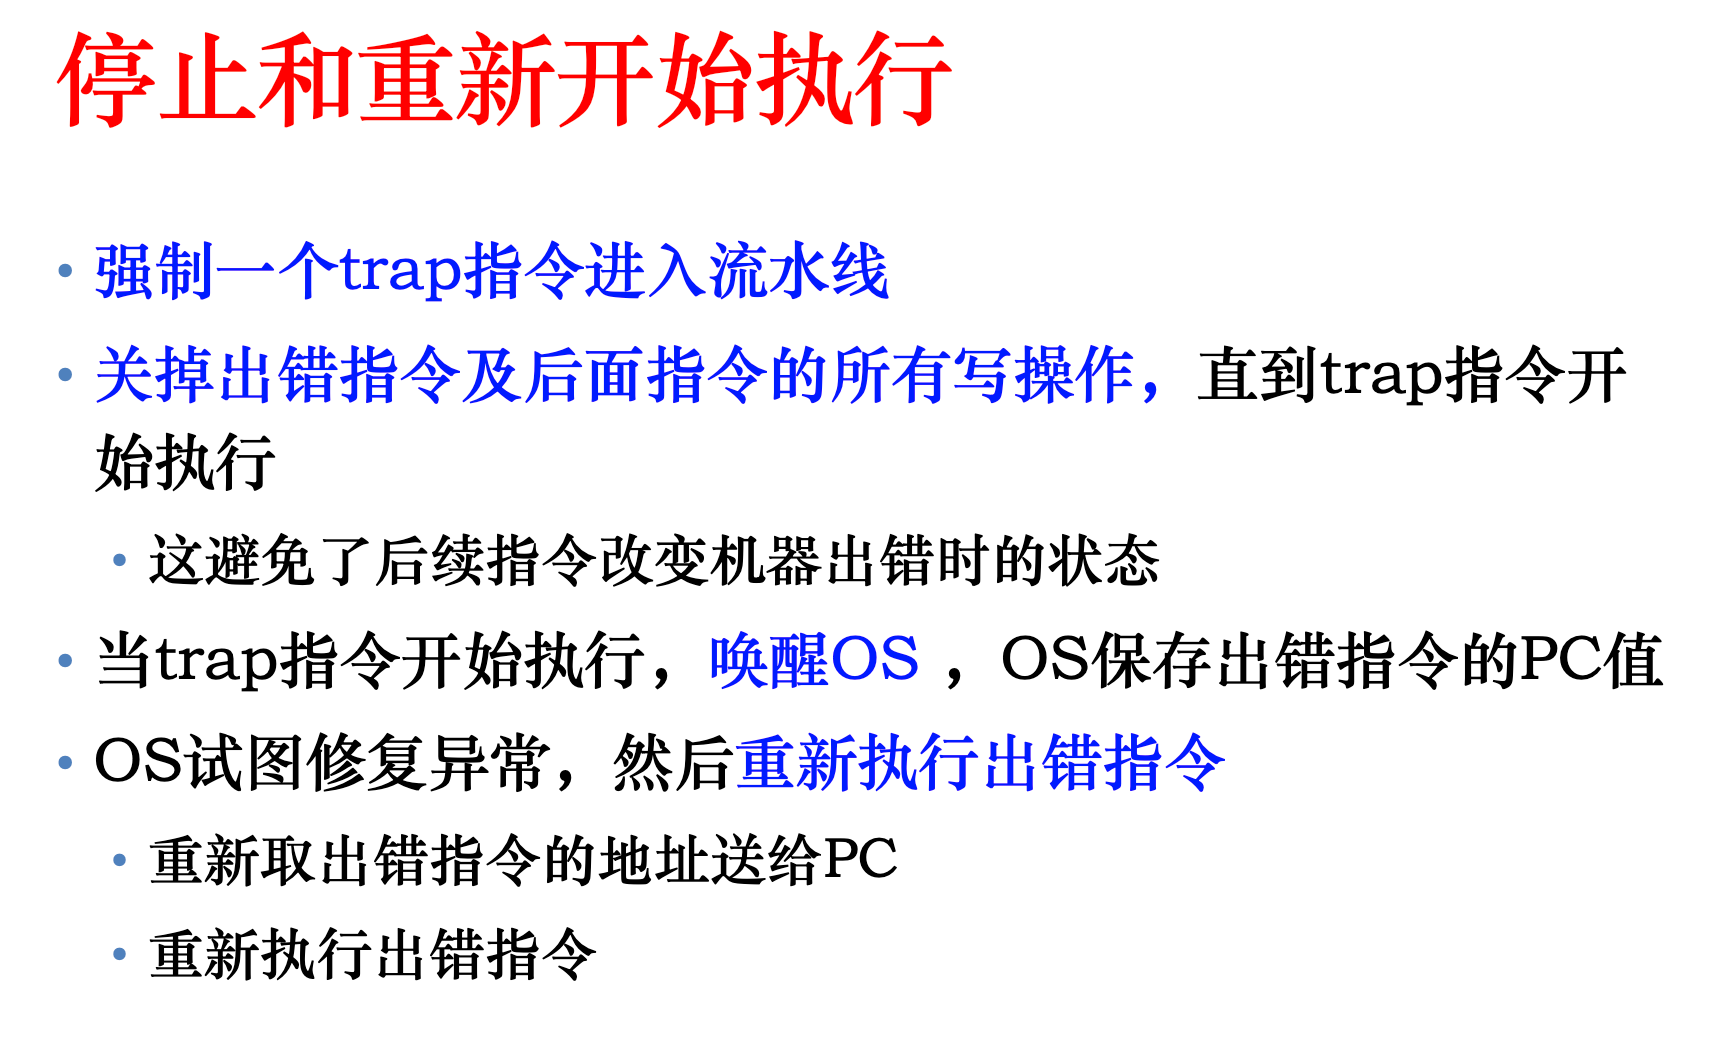 停止和重新开始执行
• 强制一个trap指令进入流水线
• 关掉出错指令及后面指令的所有写操作，直到trap指令开
始执行
• 这避免了后续指令改变机器出错时的状态
• 当trap指令开始执行，唤醒OS ，OS保存出错指令的PC值
• OS试图修复异常，然后重新执行出错指令
• 重新取出错指令的地址送给PC
• 重新执行出错指令